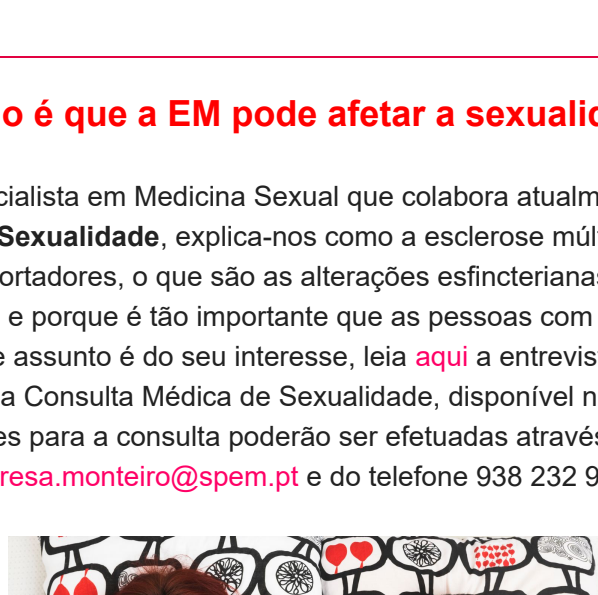 o é que a EM pode afetar a sexualid
cialista em Medicina Sexual que colabora atualm
Sexualidade, explica-nos como a esclerose múl
ortadores, o que são as alterações esfincterianas
e porque é tão importante que as pessoas com
e assunto é do seu interesse, leia aqui a entrevis
a Consulta Médica de Sexualidade, disponível n
es para a consulta poderão ser efetuadas através
resa.monteiro@spem.pt e do telefone 938 232 9